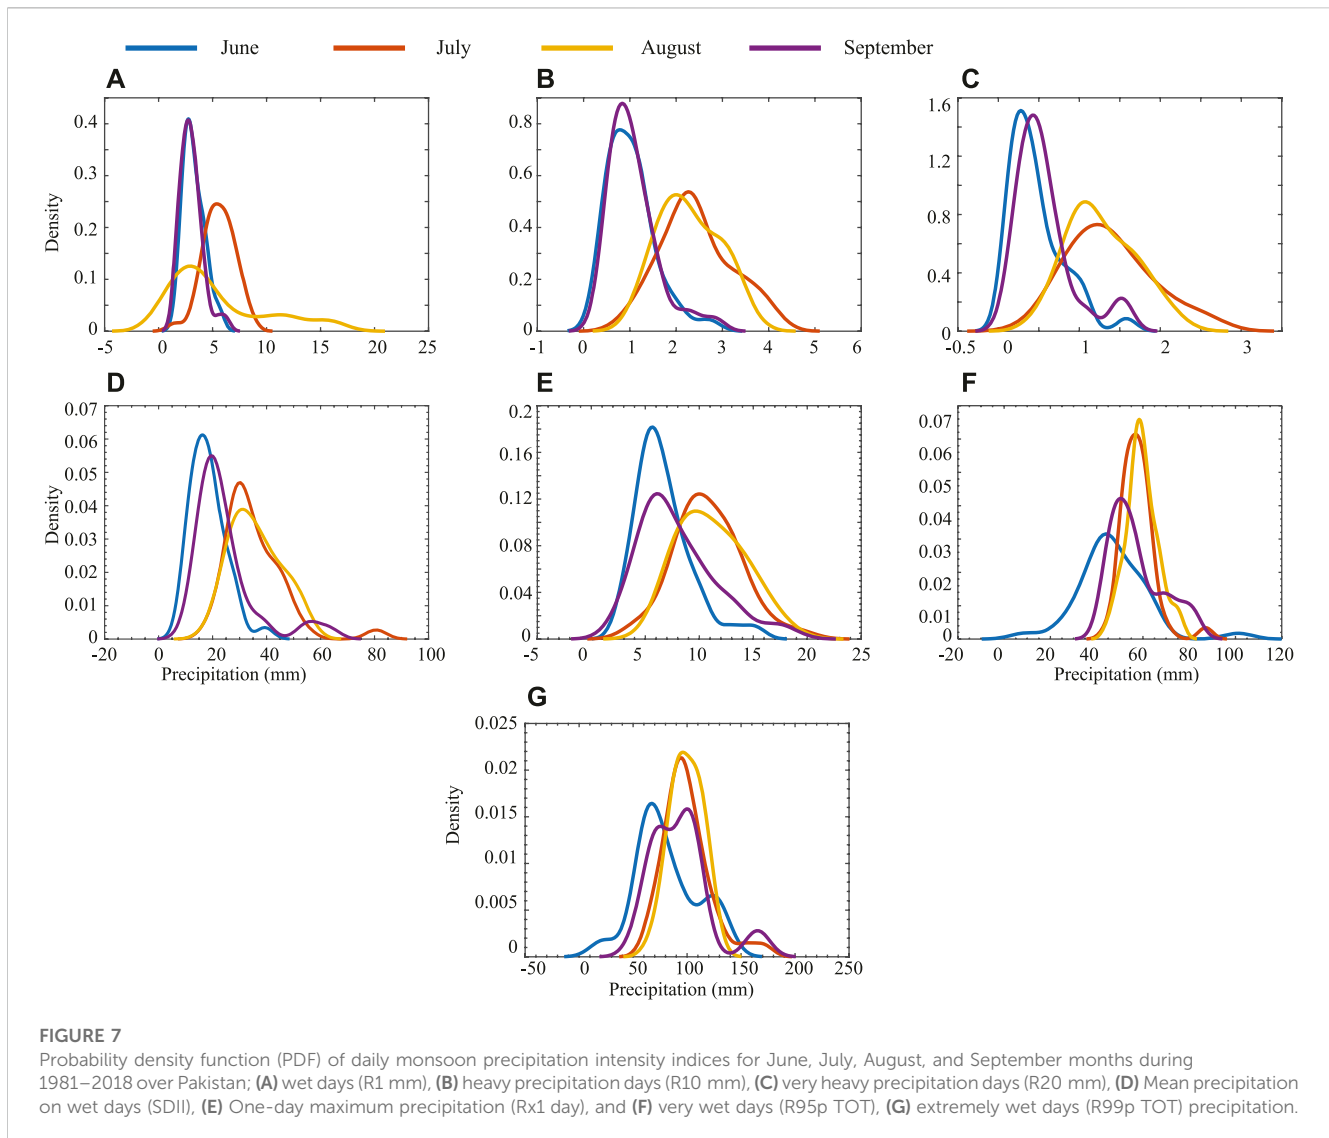 June July August September
A B C
0.4
0.3
0.2
0.1
0
Density
-5 0 5 10 15 20 25
0.8
0.6
0.4
0.2
0
-1 0 1 2 3 4 5 6
1.6
1.2
0.8
0.4
0
-0.5 0 1 2 3
D E F
0.07
0.06
0.05
0.04
0.03
0.02
0.01
0
Density
-20 0 20 40 60 80 100
Precipitation (mm)
0.2
0.16
0.12
0.08
0.04
0
-5 0 5 10 15 20 25
0.07
0.06
0.05
0.04
0.03
0.02
0.01
0
-20 0 20 40 60 80 100 120
Precipitation (mm)
G
0.025
0.02
0.015
0.01
0.005
0
Density
-50 0 50 100 150 200 250
Precipitation (mm)
FIGURE 7
Probability density function (PDF) of daily monsoon precipitation intensity indices for June, July, August, and September months during
1981–2018 over Pakistan; (A) wet days (R1 mm), (B) heavy precipitation days (R10 mm), (C) very heavy precipitation days (R20 mm), (D) Mean precipitation
on wet days (SDII), (E) One-day maximum precipitation (Rx1 day), and (F) very wet days (R95p TOT), (G) extremely wet days (R99p TOT) precipitation.